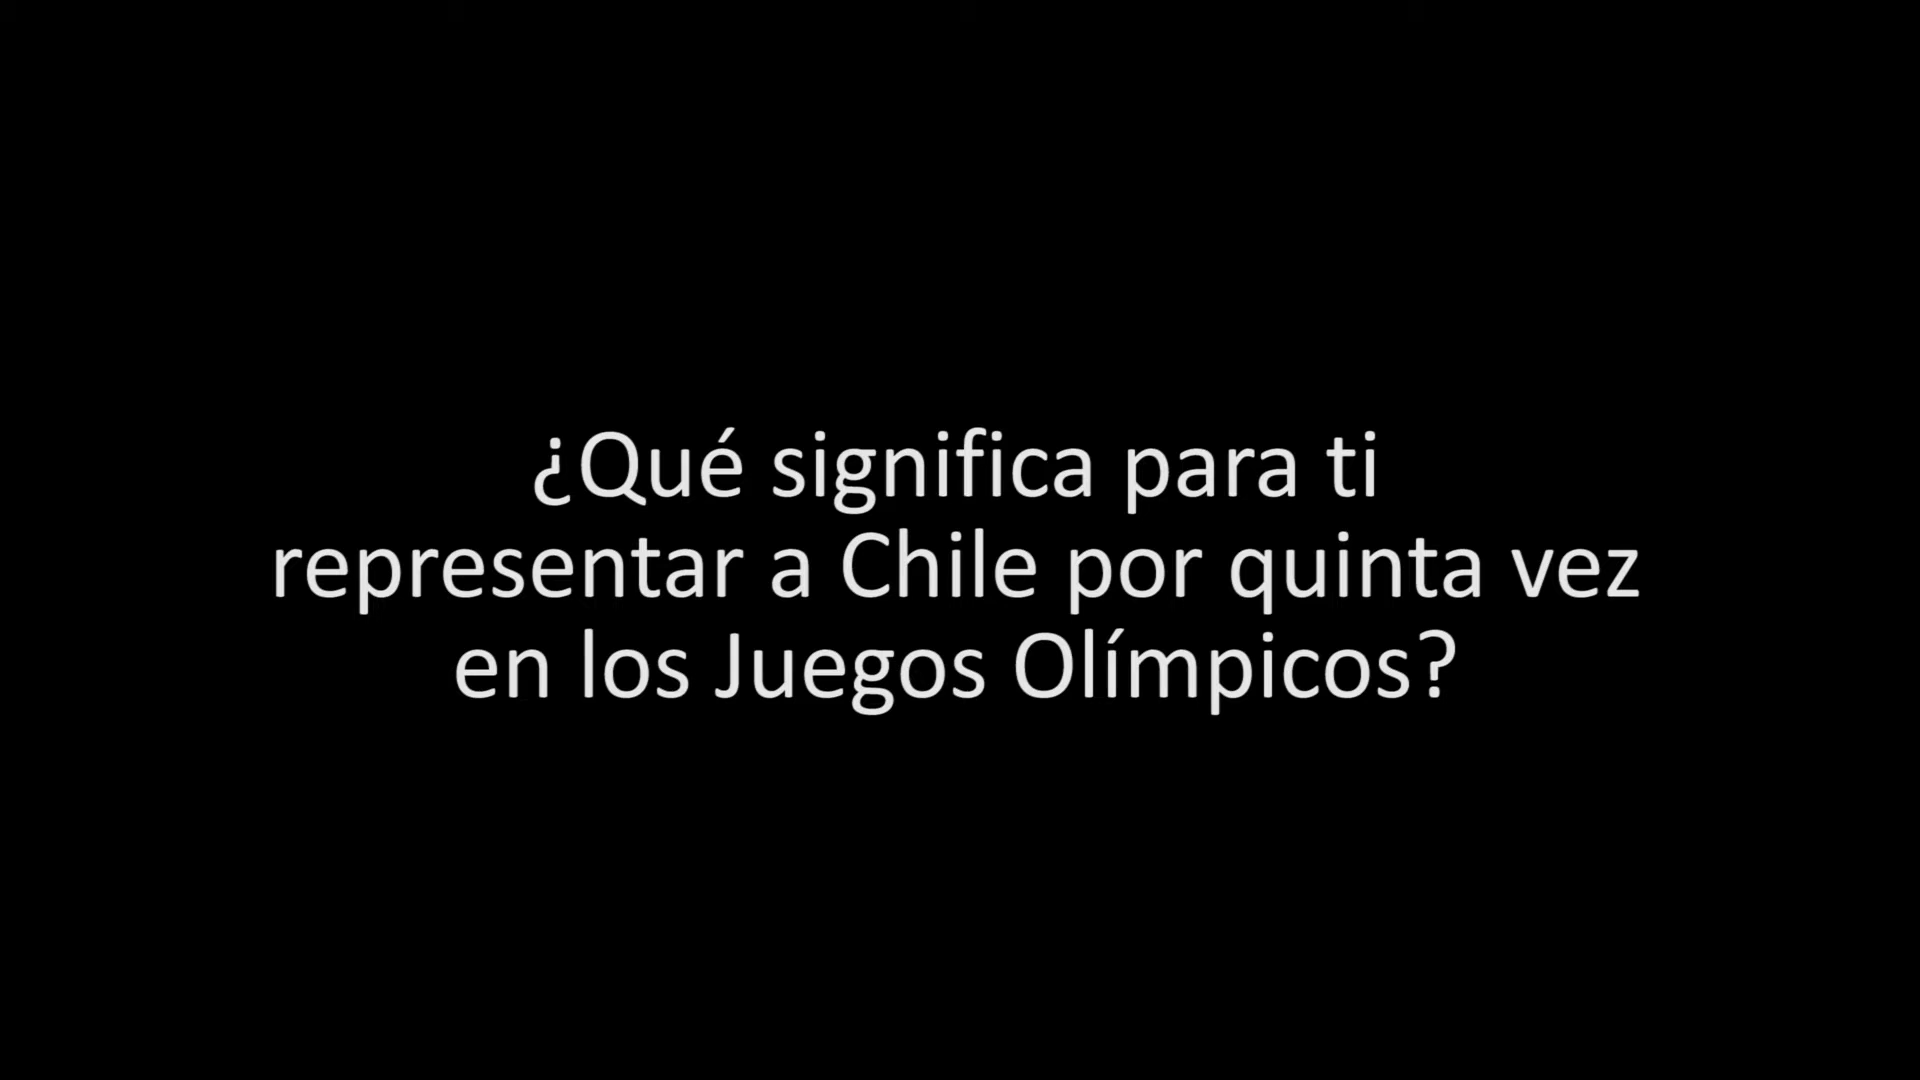 ¿Qué significa para ti
representar a Chile por quinta vez
en los Juegos Olímpicos?